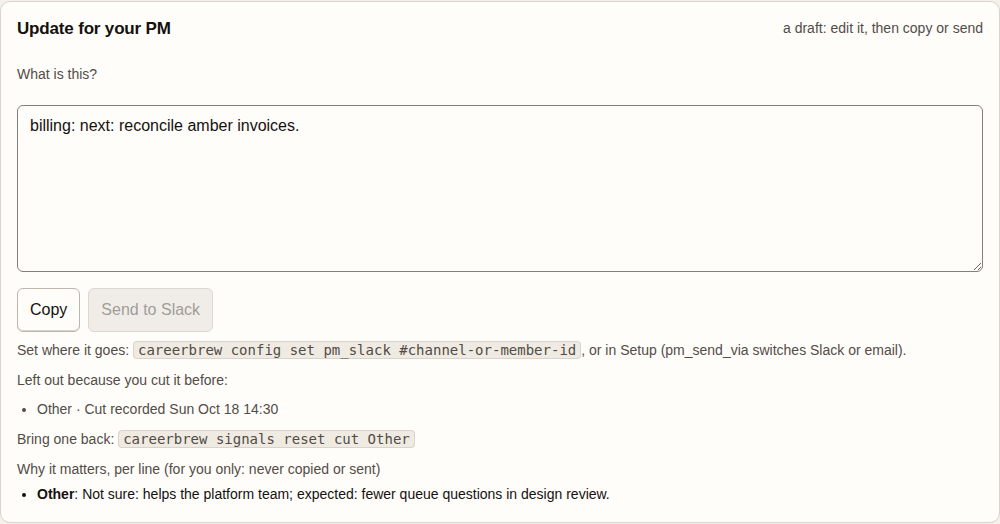 Update for your PM
a draft: edit it, then copy or send
What is this?
billing: next: reconcile amber invoices.
Copy
Send to Slack
Set where it goes: careerbrew config set pm_slack #channel-or-member-id, or in Setup (pm_send_via switches Slack or email).
Left out because you cut it before:
• Other · Cut recorded Sun Oct 18 14:30
Bring one back: careerbrew signals reset cut Other
Why it matters, per line (for you only: never copied or sent)
• Other: Not sure: helps the platform team; expected: fewer queue questions in design review.